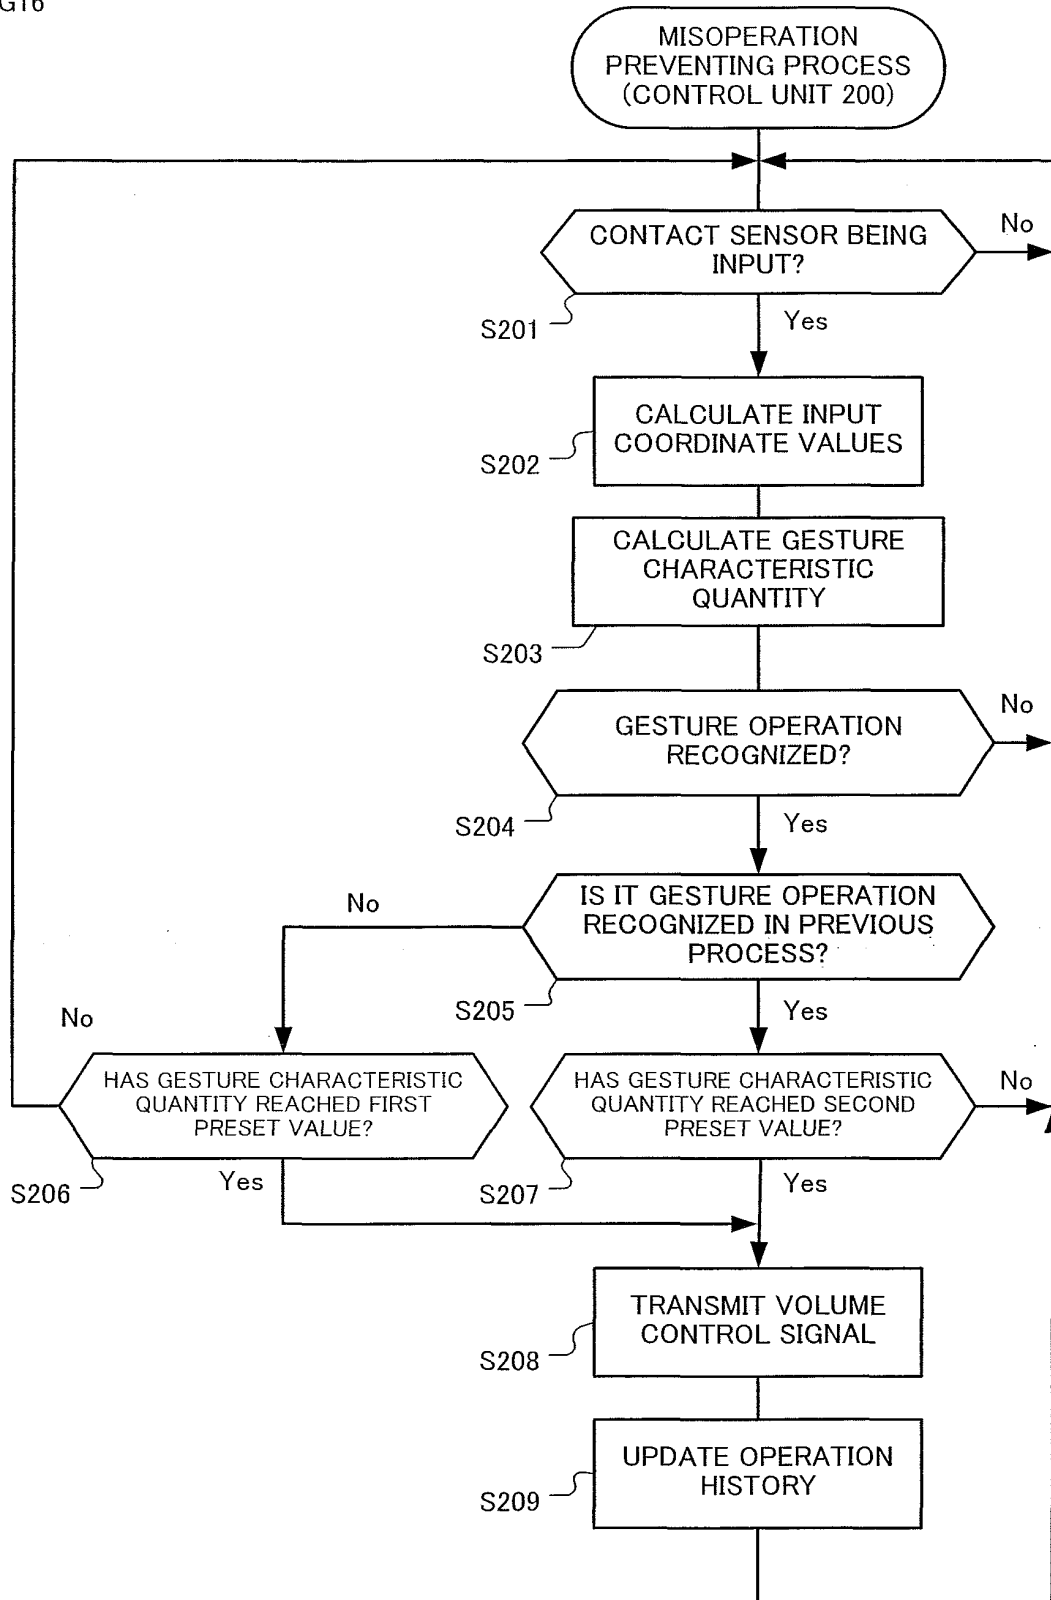 G16
MISOPERATION
PREVENTING PROCESS
(CONTROL UNIT 200)
CONTACT SENSOR BEING
INPUT?
No
S201
Yes
CALCULATE INPUT
COORDINATE VALUES
S202
CALCULATE GESTURE
CHARACTERISTIC
QUANTITY
S203
GESTURE OPERATION
RECOGNIZED?
No
S204
Yes
IS IT GESTURE OPERATION
RECOGNIZED IN PREVIOUS
PROCESS?
No
S205
Yes
No
HAS GESTURE CHARACTERISTIC
QUANTITY REACHED FIRST
PRESET VALUE?
S206
Yes
HAS GESTURE CHARACTERISTIC
QUANTITY REACHED SECOND
PRESET VALUE?
No
S207
Yes
TRANSMIT VOLUME
CONTROL SIGNAL
S208
UPDATE OPERATION
HISTORY
S209